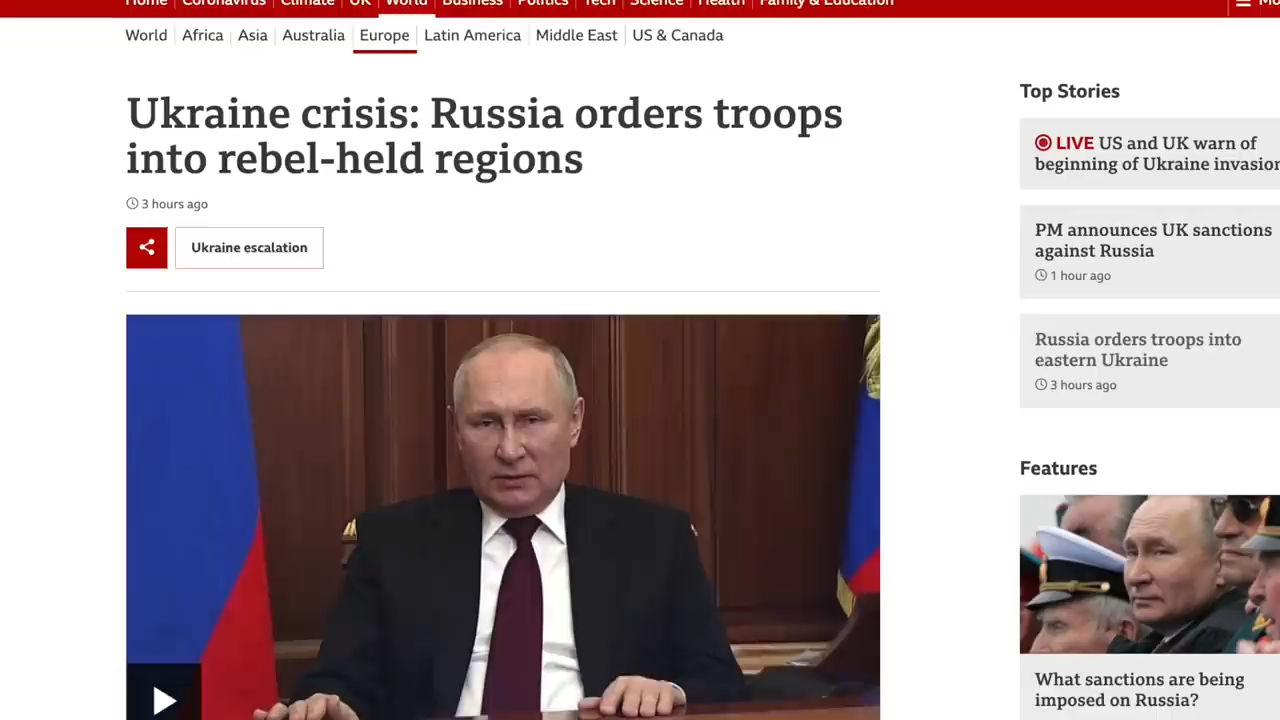 Home Coronavirus Climate UK World Business Politics Tech Science Health Family & Education
World Africa Asia Australia Europe Latin America Middle East US & Canada
Ukraine crisis: Russia orders troops
into rebel-held regions
3 hours ago
Ukraine escalation
Top Stories
LIVE US and UK warn of
beginning of Ukraine invasion
PM announces UK sanctions
against Russia
1 hour ago
Russia orders troops into
eastern Ukraine
3 hours ago
Features
What sanctions are being
imposed on Russia?